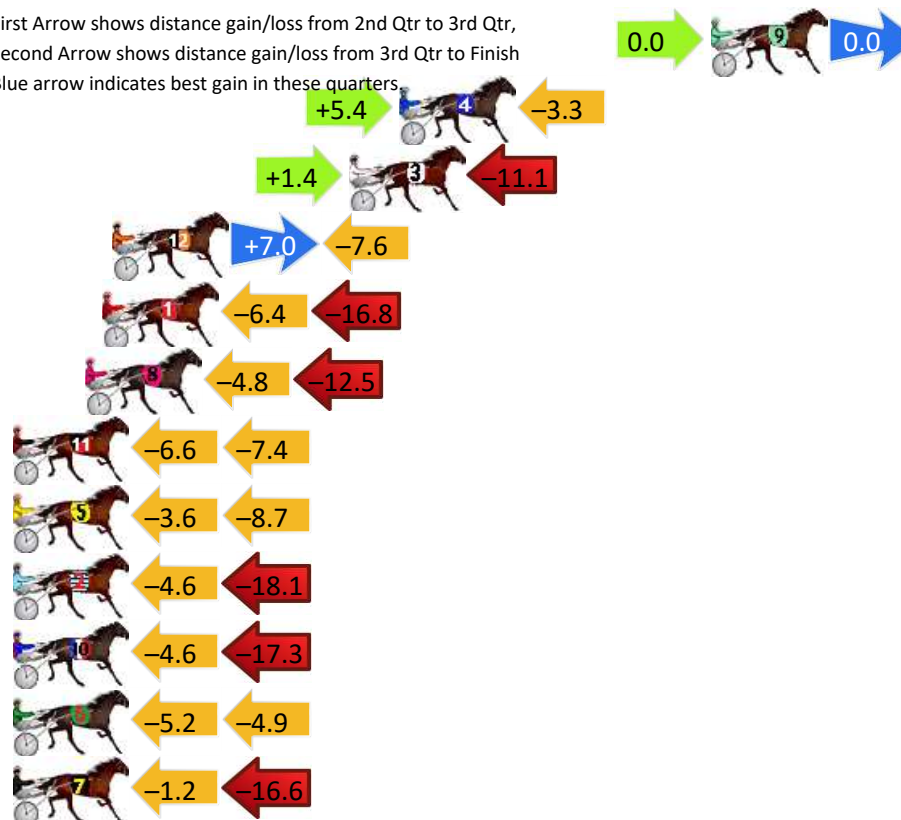 irst Arrow shows distance gain/loss from 2nd Qtr to 3rd Qtr,
econd Arrow shows distance gain/loss from 3rd Qtr to Finish
Blue arrow indicates best gain in these quarters.
0.0 9 0.0
+5.4 4 –3.3
+1.4 3 –11.1
12 +7.0 –7.6
1 –6.4 –16.8
8 –4.8 –12.5
11 –6.6 –7.4
5 –3.6 –8.7
2 –4.6 –18.1
10 –4.6 –17.3
6 –5.2 –4.9
7 –1.2 –16.6